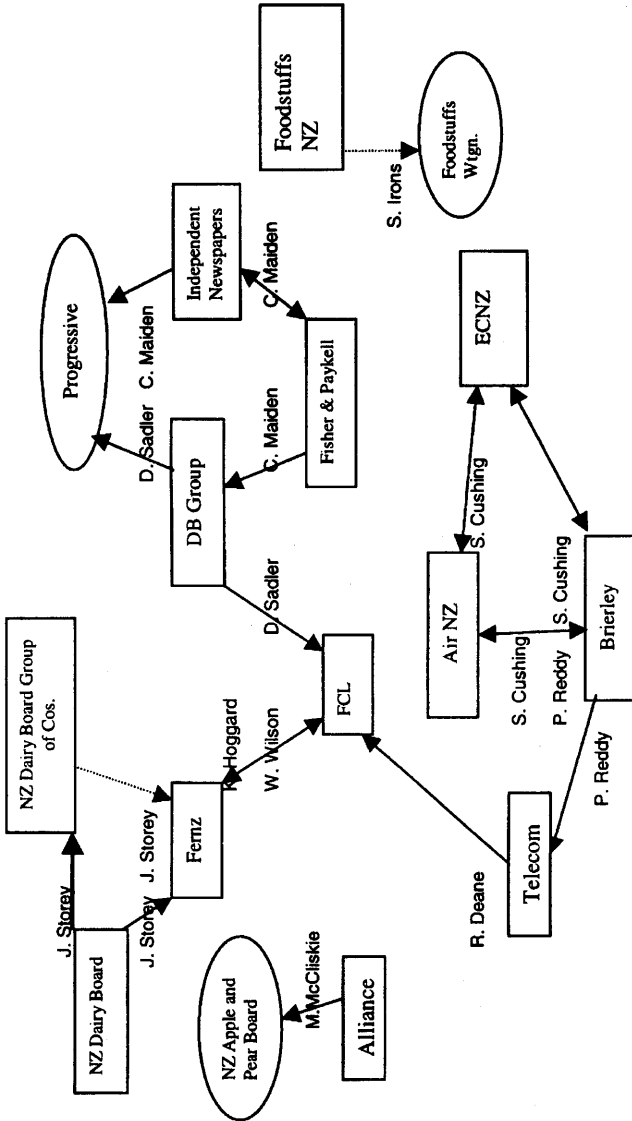 NZ Dairy Board Group
of Cos.
J. Storey
NZ Dairy Board
J. Storey
J. Storey
Fernz
NZ Apple and
Pear Board
M.McCliskie
Alliance
K. Hoggard
W. Wilson
FCL
D. Sadler
DB Group
D. Sadler
C. Maiden
Progressive
C. Maiden
Independent
Newspapers
C. Maiden
Fisher & Paykell
Foodstuffs
NZ
S. Irons
Foodstuffs
Wtgn.
R. Deane
Telecom
P. Reddy
Air NZ
S. Cushing
S. Cushing
P. Reddy
S. Cushing
Brierley
ECNZ